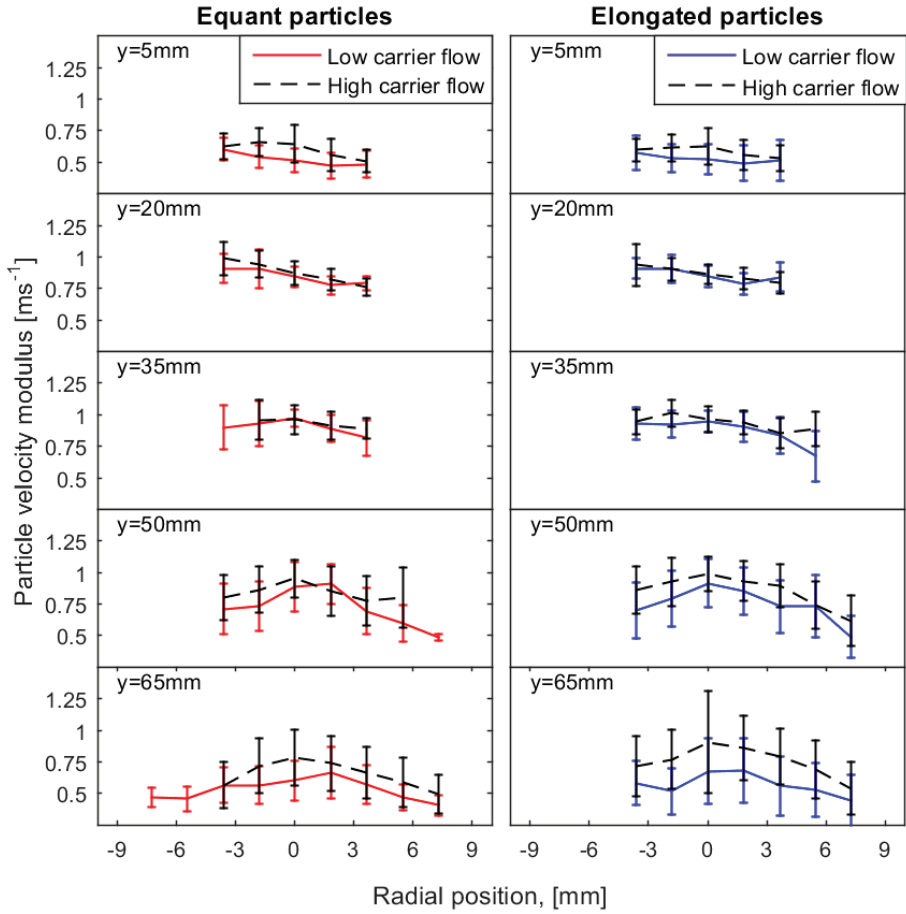 Equant particles
Elongated particles
y=5mm
Low carrier flow
High carrier flow
1.25
1
0.75
0.5
y=5mm
Low carrier flow
High carrier flow
y=20mm
1.25
1
0.75
0.5
y=20mm
y=35mm
1.25
1
0.75
0.5
y=35mm
y=50mm
1.25
1
0.75
0.5
y=50mm
y=65mm
1.25
1
0.75
0.5
y=65mm
-9 -6 -3 0 3 6 9
-9 -6 -3 0 3 6 9
Particle velocity modulus [ms⁻¹]
Radial position, [mm]